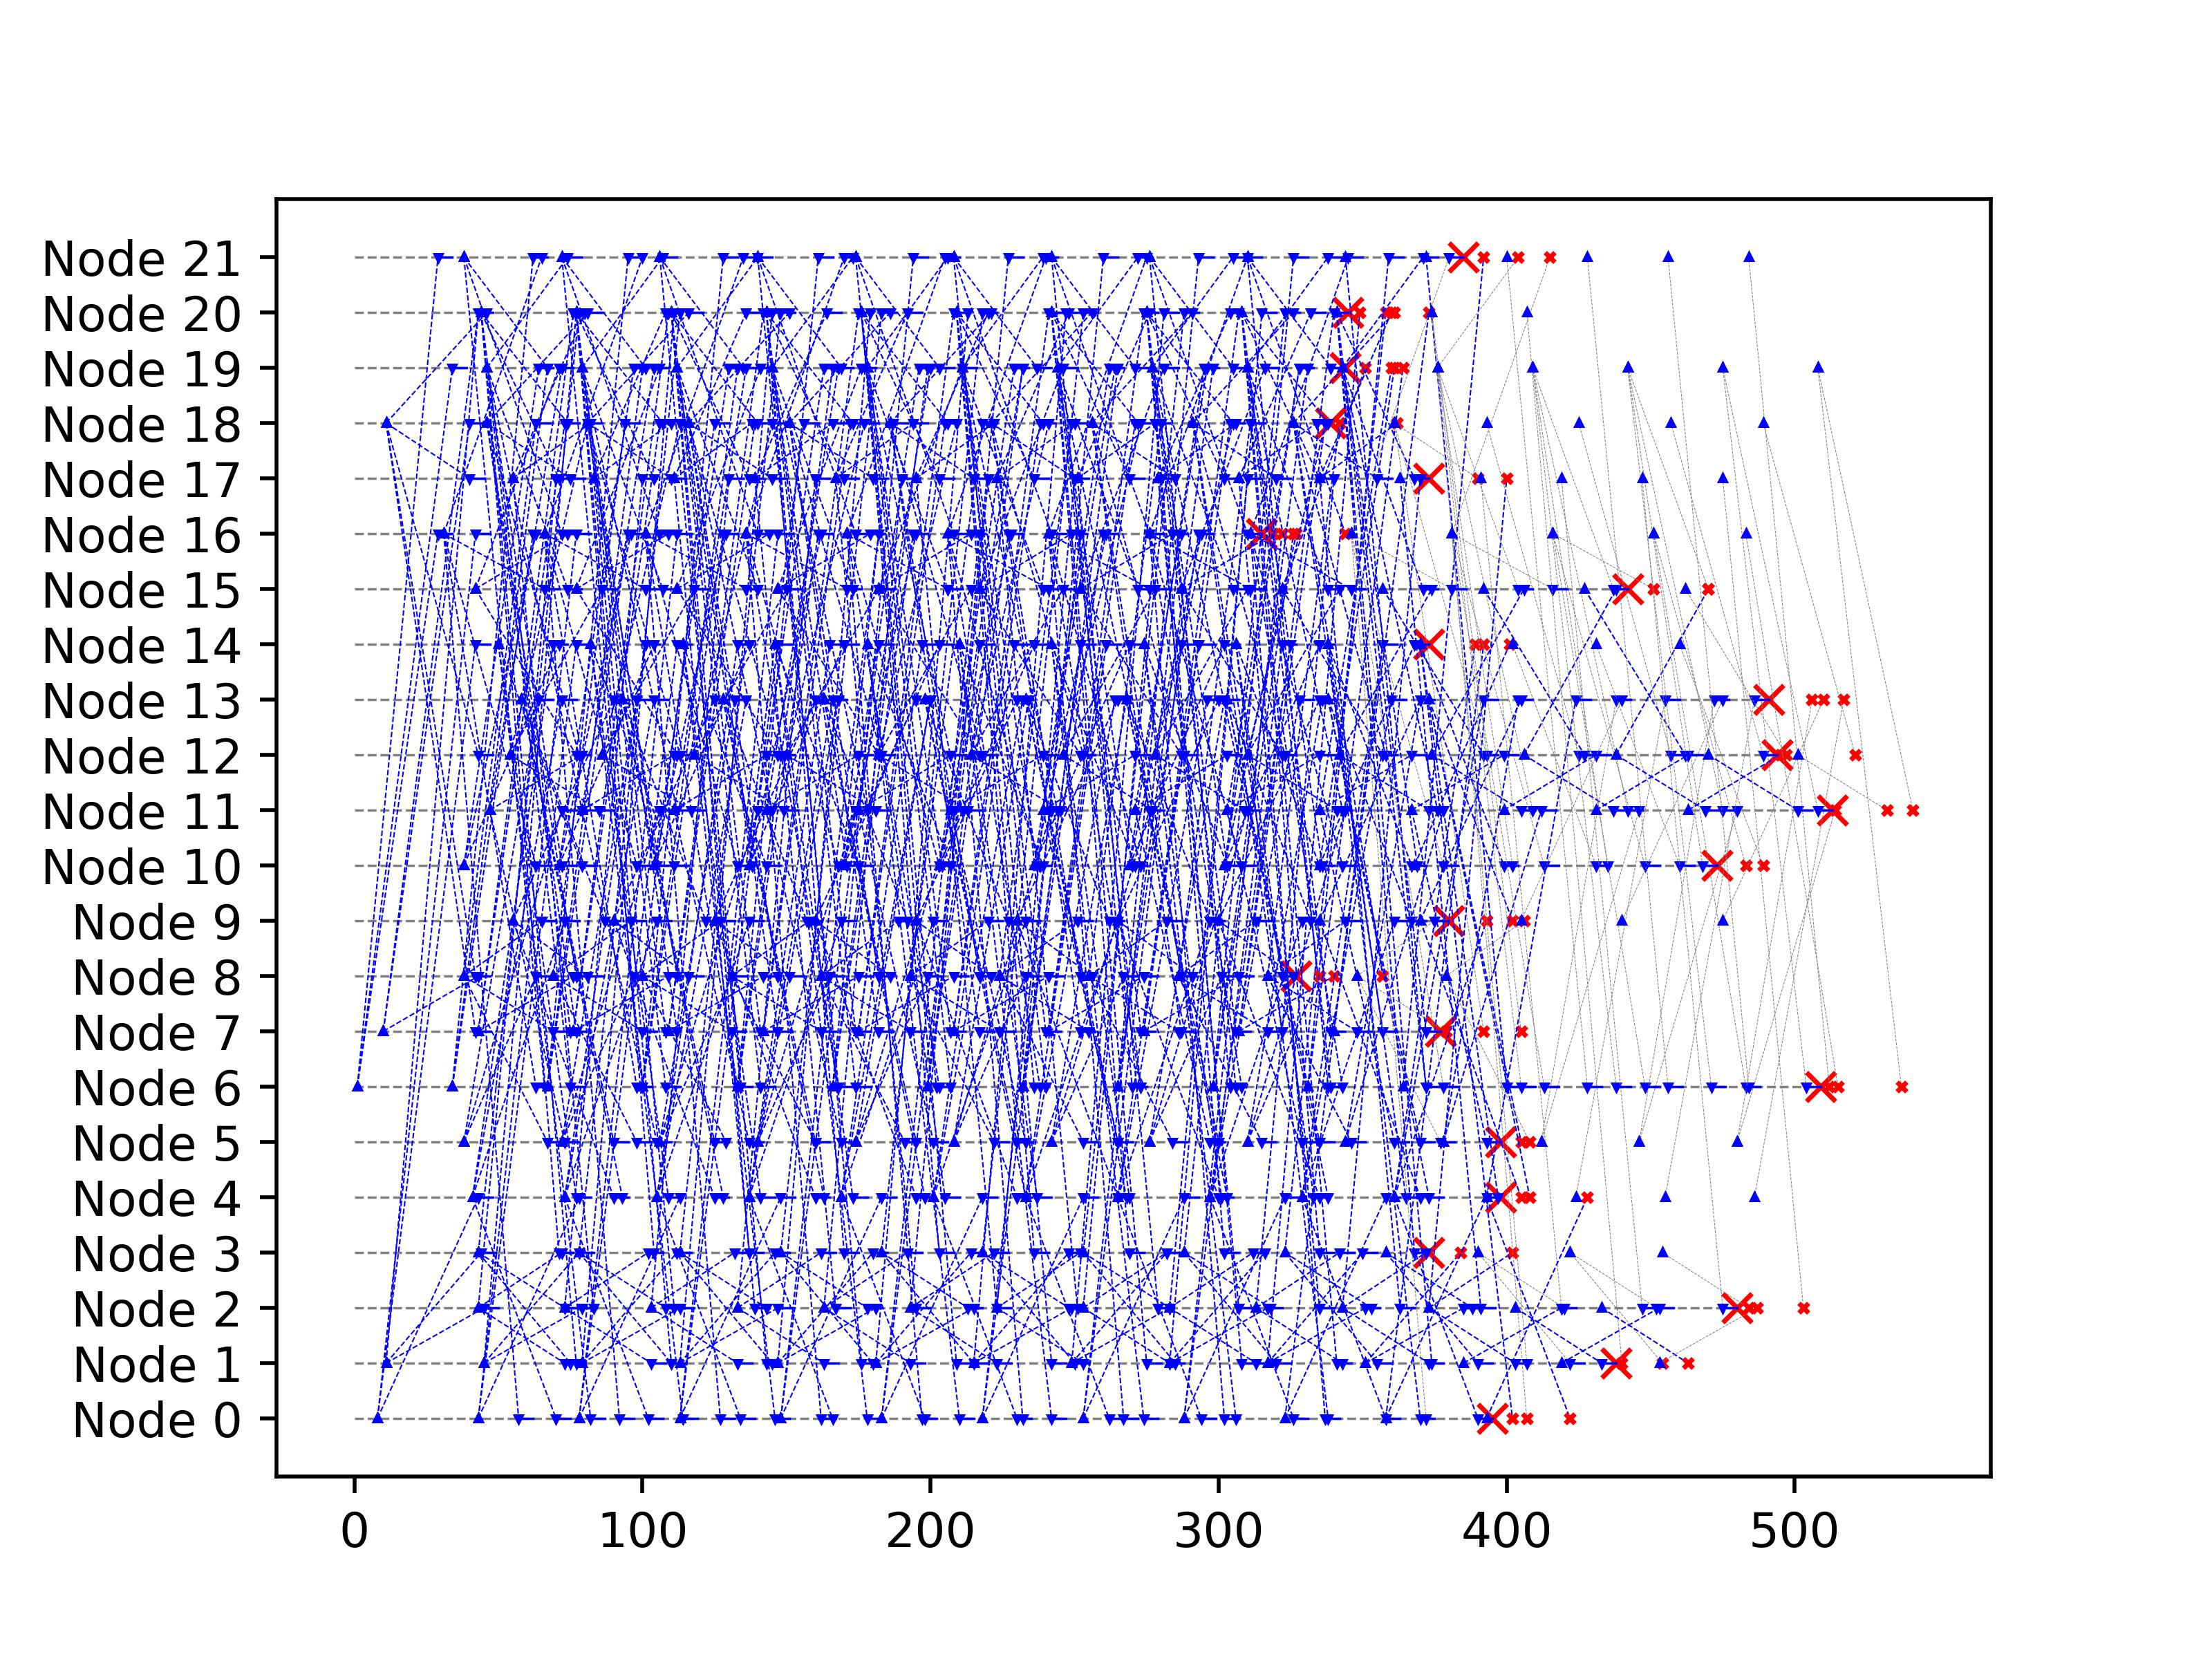 Node 21
Node 20
Node 19
Node 18
Node 17
Node 16
Node 15
Node 14
Node 13
Node 12
Node 11
Node 10
Node 9
Node 8
Node 7
Node 6
Node 5
Node 4
Node 3
Node 2
Node 1
Node 0
0 100 200 300 400 500